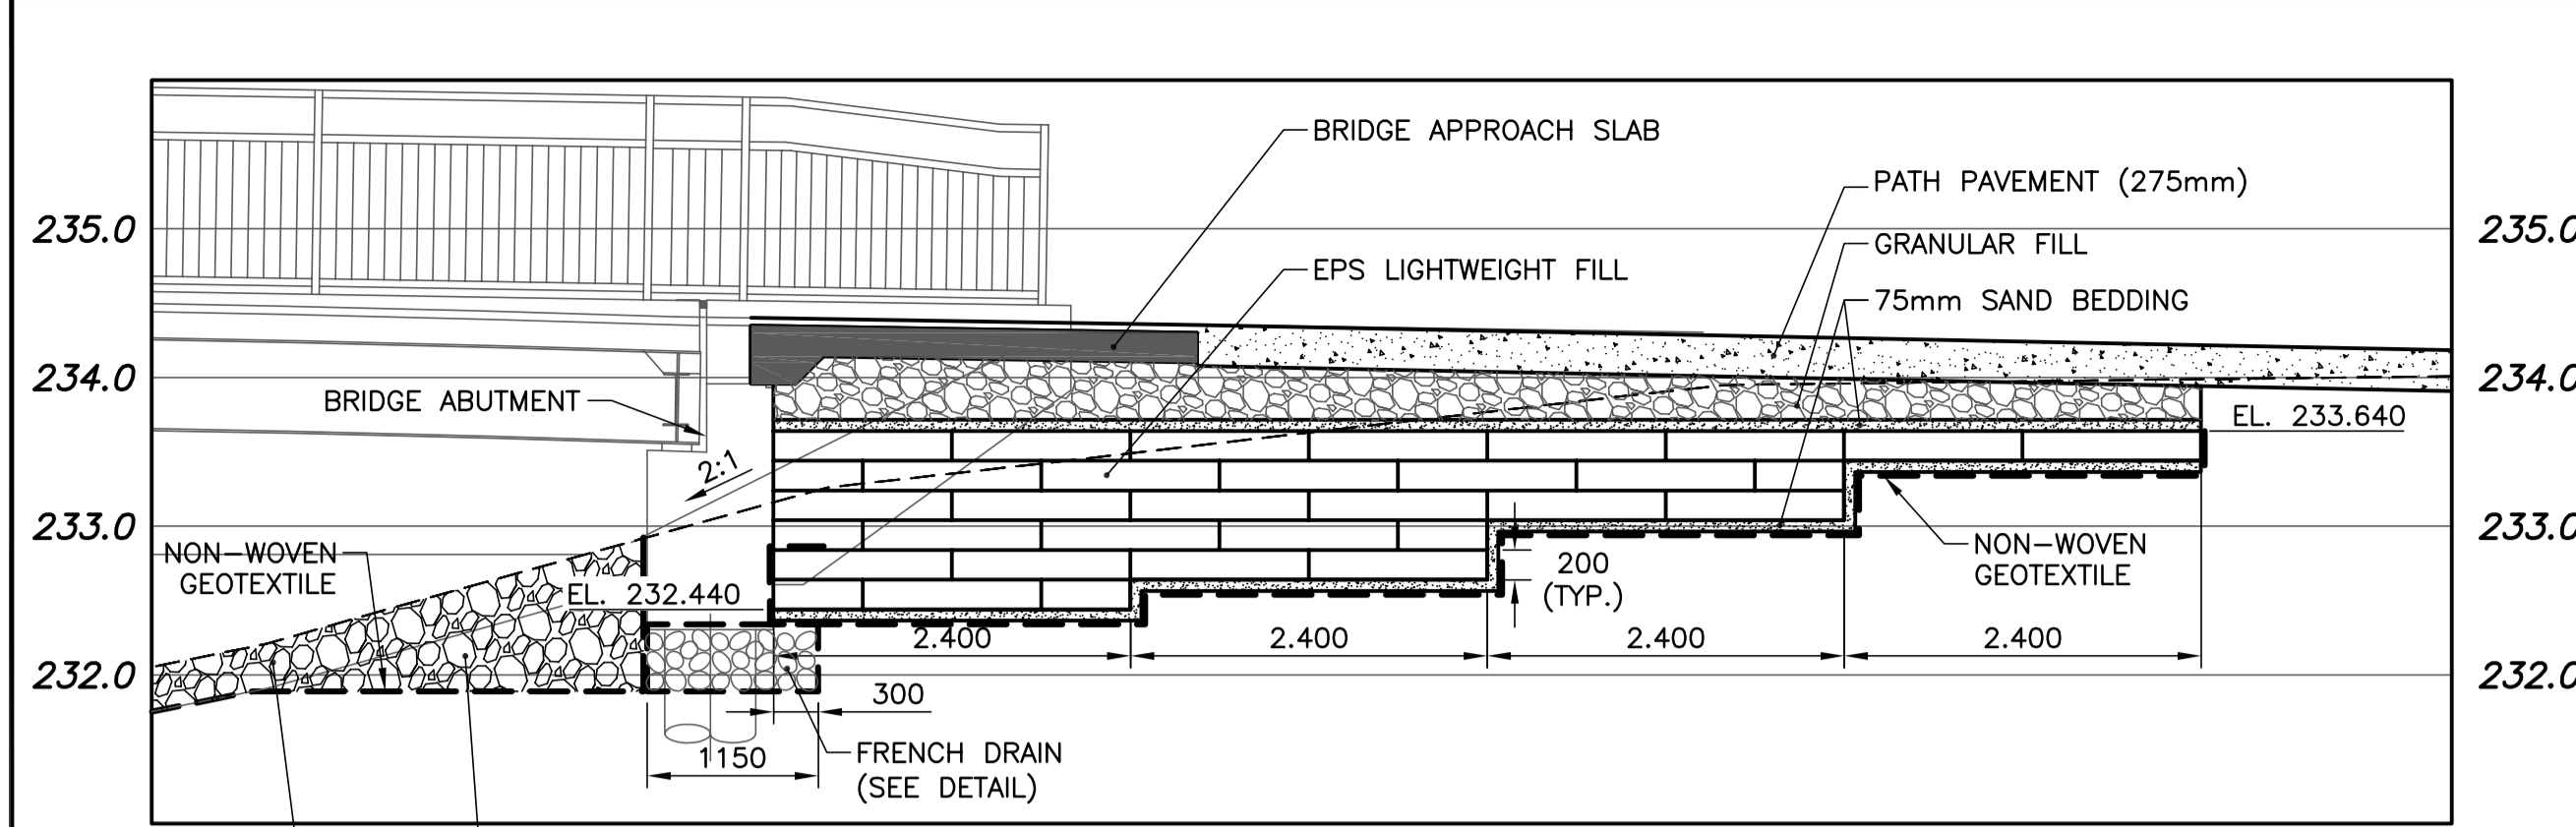 BRIDGE APPROACH SLAB
PATH PAVEMENT (275mm)
235.0
235.0
GRANULAR FILL
EPS LIGHTWEIGHT FILL
75mm SAND BEDDING
234.0
234.0
BRIDGE ABUTMENT
EL. 233.640
2:1
233.0
233.0
NON-WOVEN
GEOTEXTILE
NON-WOVEN
GEOTEXTILE
200
(TYP.)
EL. 232.440
2.400
2.400
2.400
2.400
232.0
232.0
300
1150
FRENCH DRAIN
(SEE DETAIL)